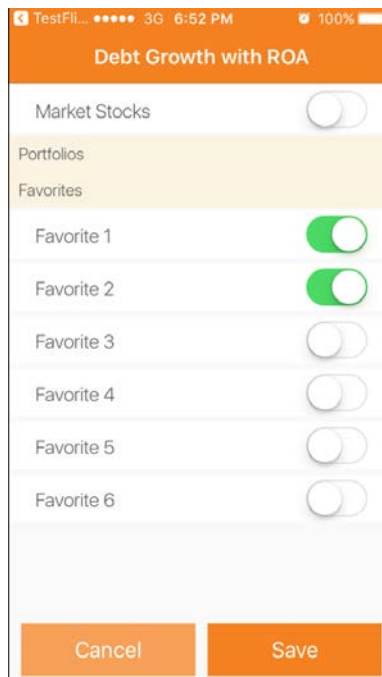 TestFli... 3G 6:52 PM 100%
Debt Growth with ROA
Market Stocks
Portfolios
Favorites
Favorite 1
Favorite 2
Favorite 3
Favorite 4
Favorite 5
Favorite 6
Cancel Save